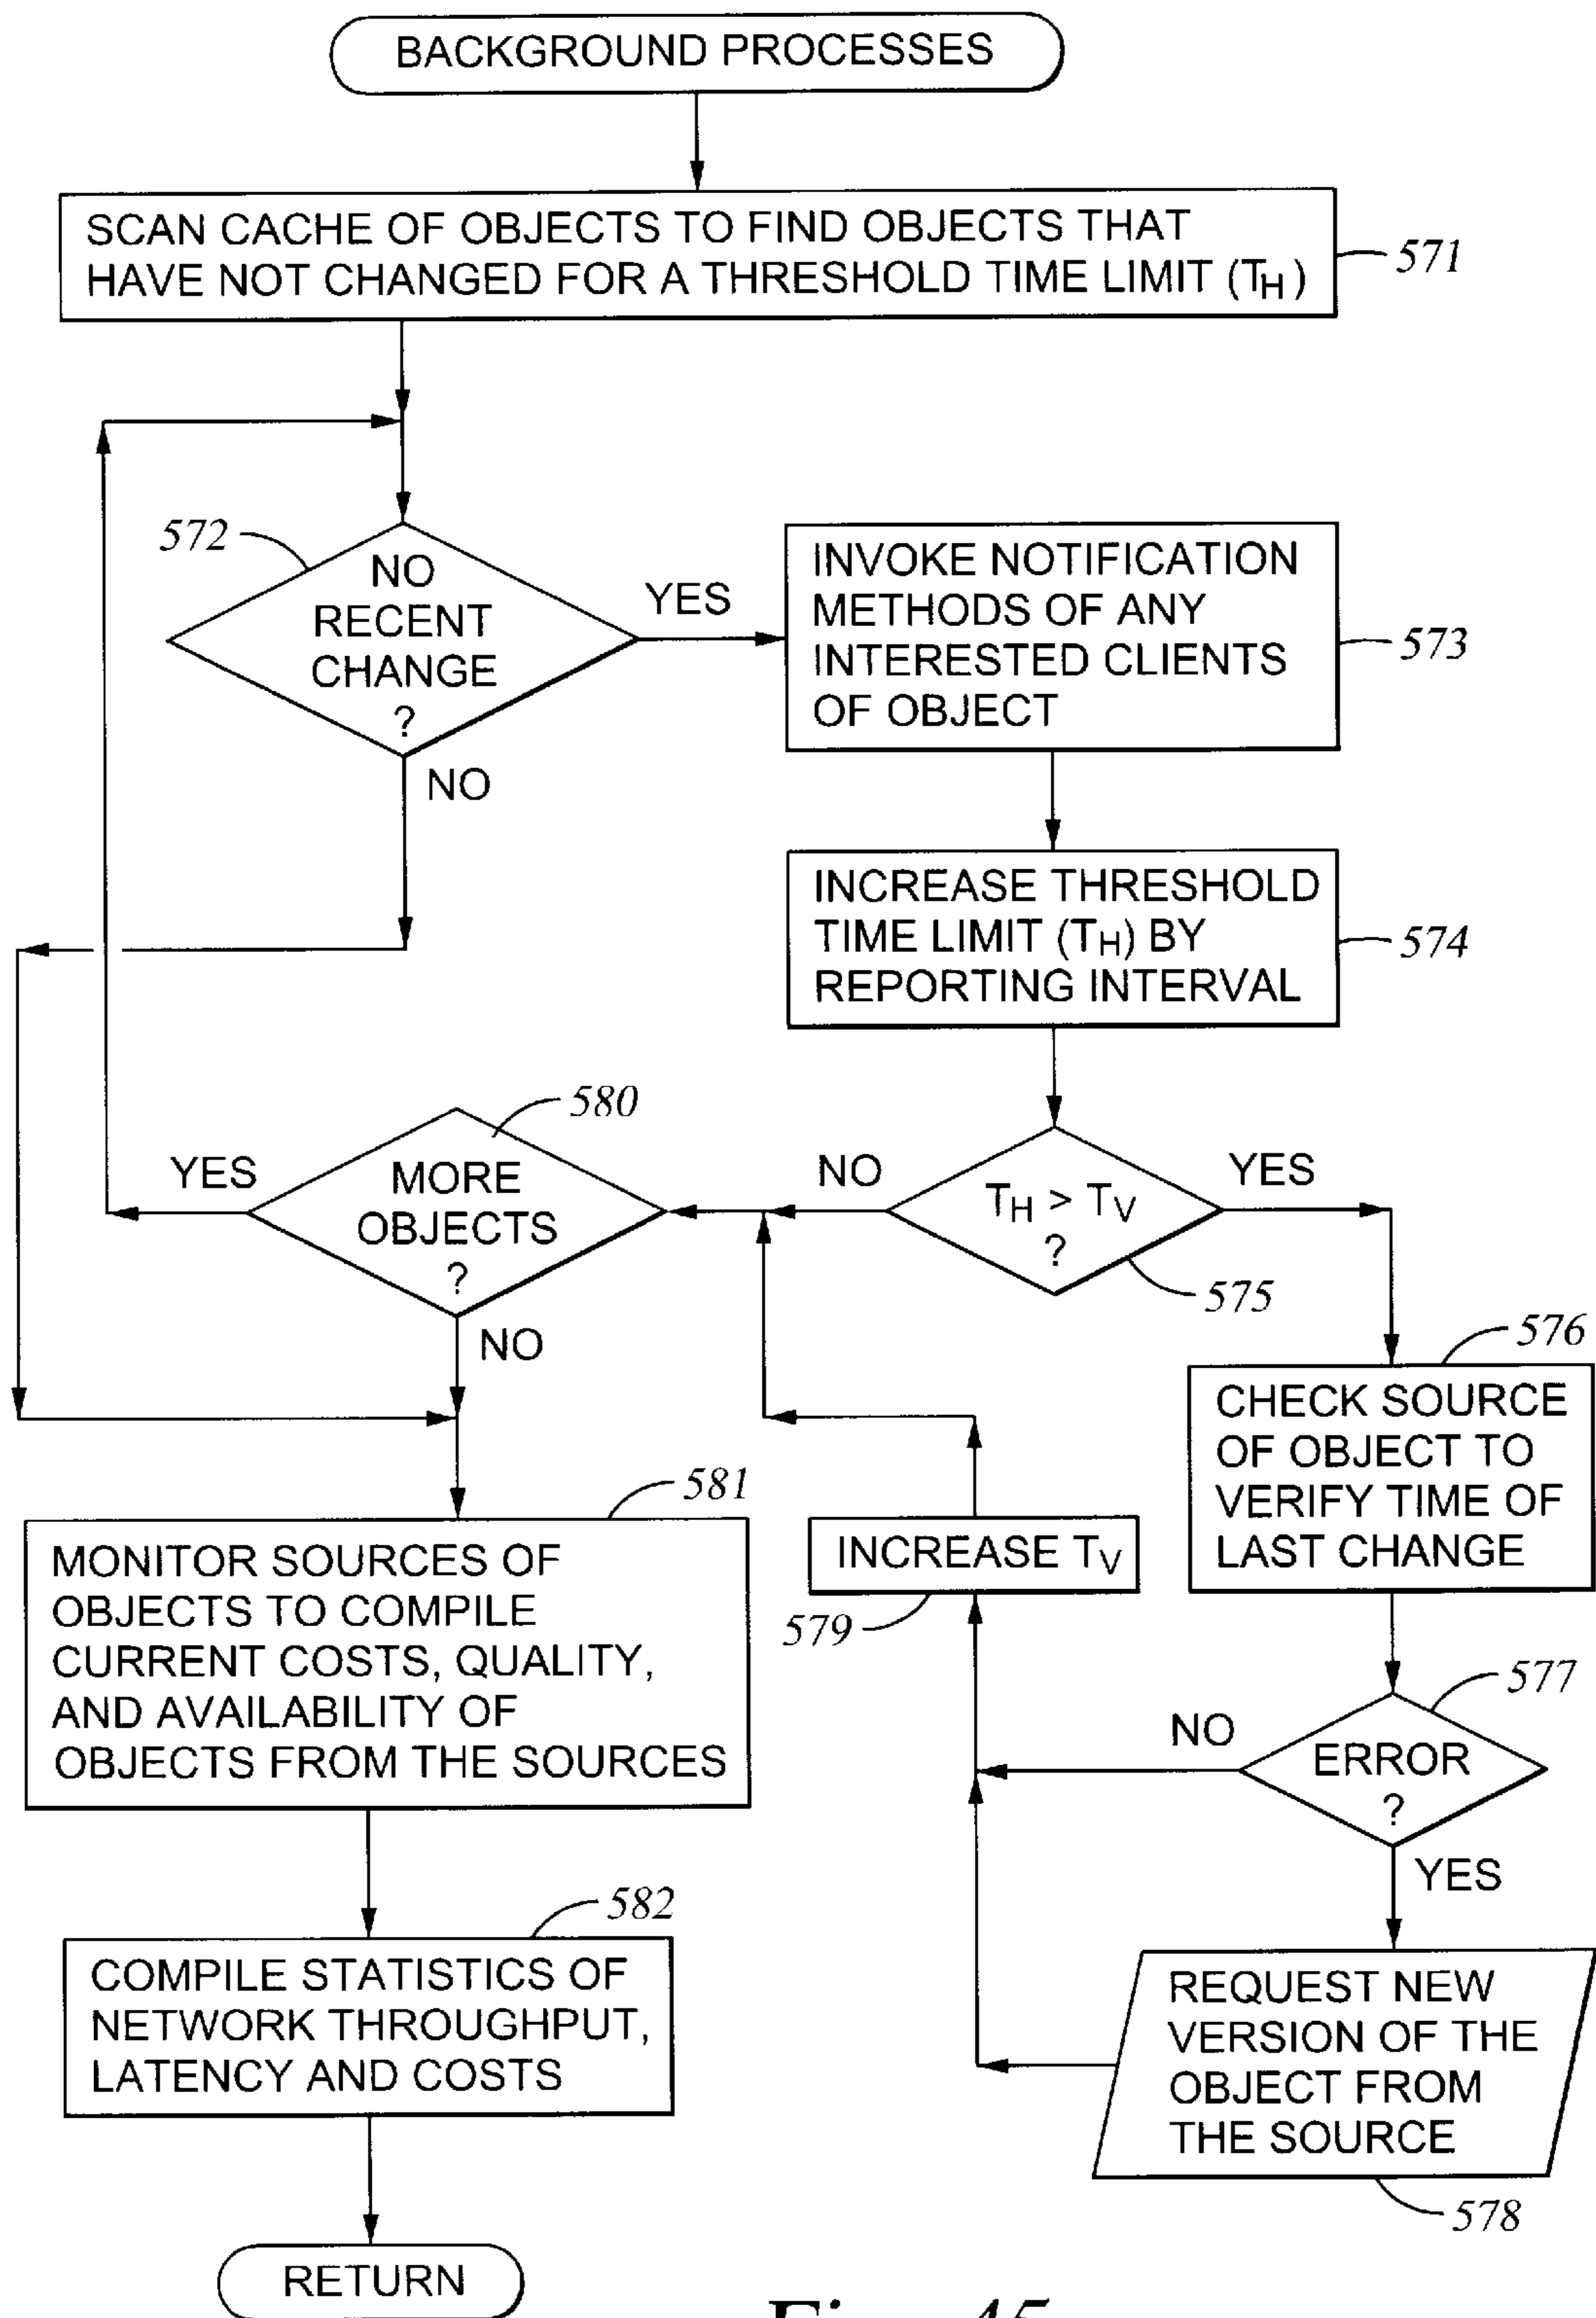 BACKGROUND PROCESSES
SCAN CACHE OF OBJECTS TO FIND OBJECTS THAT
HAVE NOT CHANGED FOR A THRESHOLD TIME LIMIT (TH)
571
572
NO
RECENT
CHANGE
?
YES
NO
INVOKE NOTIFICATION
METHODS OF ANY
INTERESTED CLIENTS
OF OBJECT
573
INCREASE THRESHOLD
TIME LIMIT (TH) BY
REPORTING INTERVAL
574
580
YES
MORE
OBJECTS
?
NO
NO
TH > TV
?
YES
575
576
CHECK SOURCE
OF OBJECT TO
VERIFY TIME OF
LAST CHANGE
581
MONITOR SOURCES OF
OBJECTS TO COMPILE
CURRENT COSTS, QUALITY,
AND AVAILABILITY OF
OBJECTS FROM THE SOURCES
INCREASE TV
579
577
NO
ERROR
?
YES
582
COMPILE STATISTICS OF
NETWORK THROUGHPUT,
LATENCY AND COSTS
REQUEST NEW
VERSION OF THE
OBJECT FROM
THE SOURCE
578
RETURN